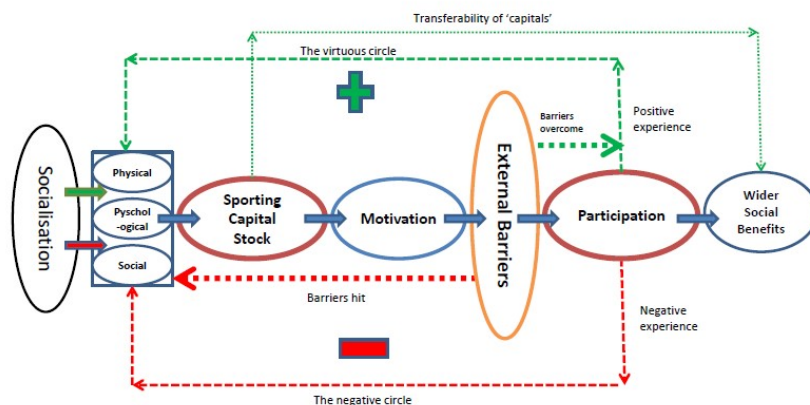 Transferability of 'capitals'
The virtuous circle
Socialisation
Physical
Pyschol
-ogical
Social
Sporting
Capital
Stock
Motivation
External Barriers
Barriers
overcome
Positive
experience
Participation
Wider
Social
Benefits
Barriers hit
Negative
experience
The negative circle